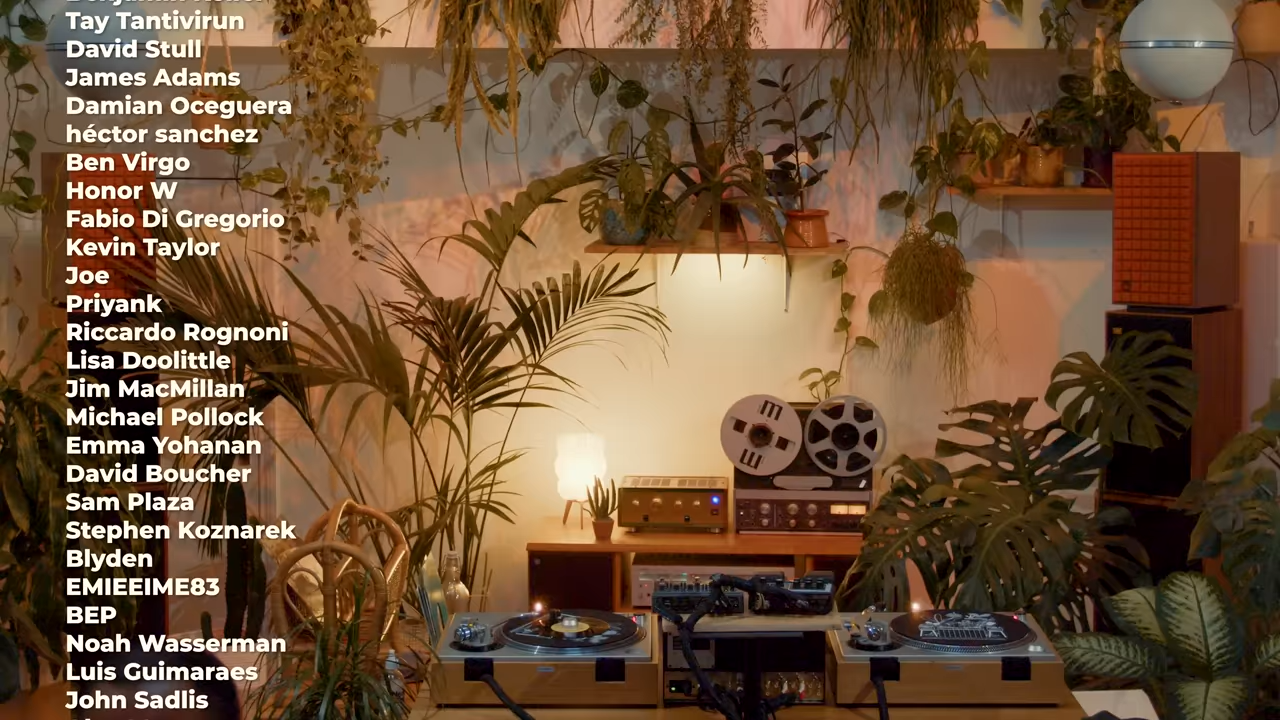 Tay Tantivirun
David Stull
James Adams
Damian Oceguera
héctor sanchez
Ben Virgo
Honor W
Fabio Di Gregorio
Kevin Taylor
Joe
Priyank
Riccardo Rognoni
Lisa Doolittle
Jim MacMillan
Michael Pollock
Emma Yohanan
David Boucher
Sam Plaza
Stephen Koznarek
Blyden
EMIEEIME83
BEP
Noah Wasserman
Luis Guimaraes
John Sadlis